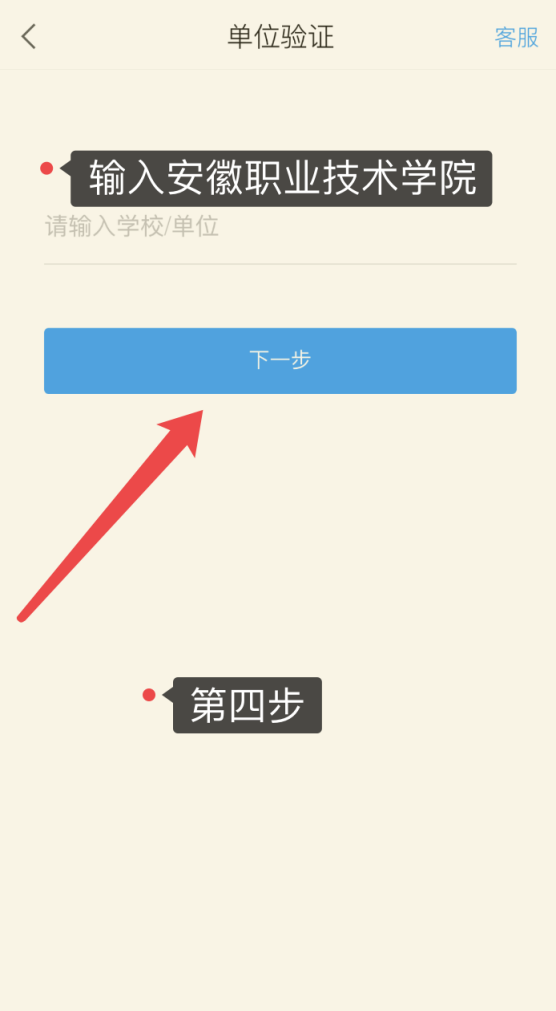 单位验证
客服
输入安徽职业技术学院
请输入学校/单位
下一步
第四步